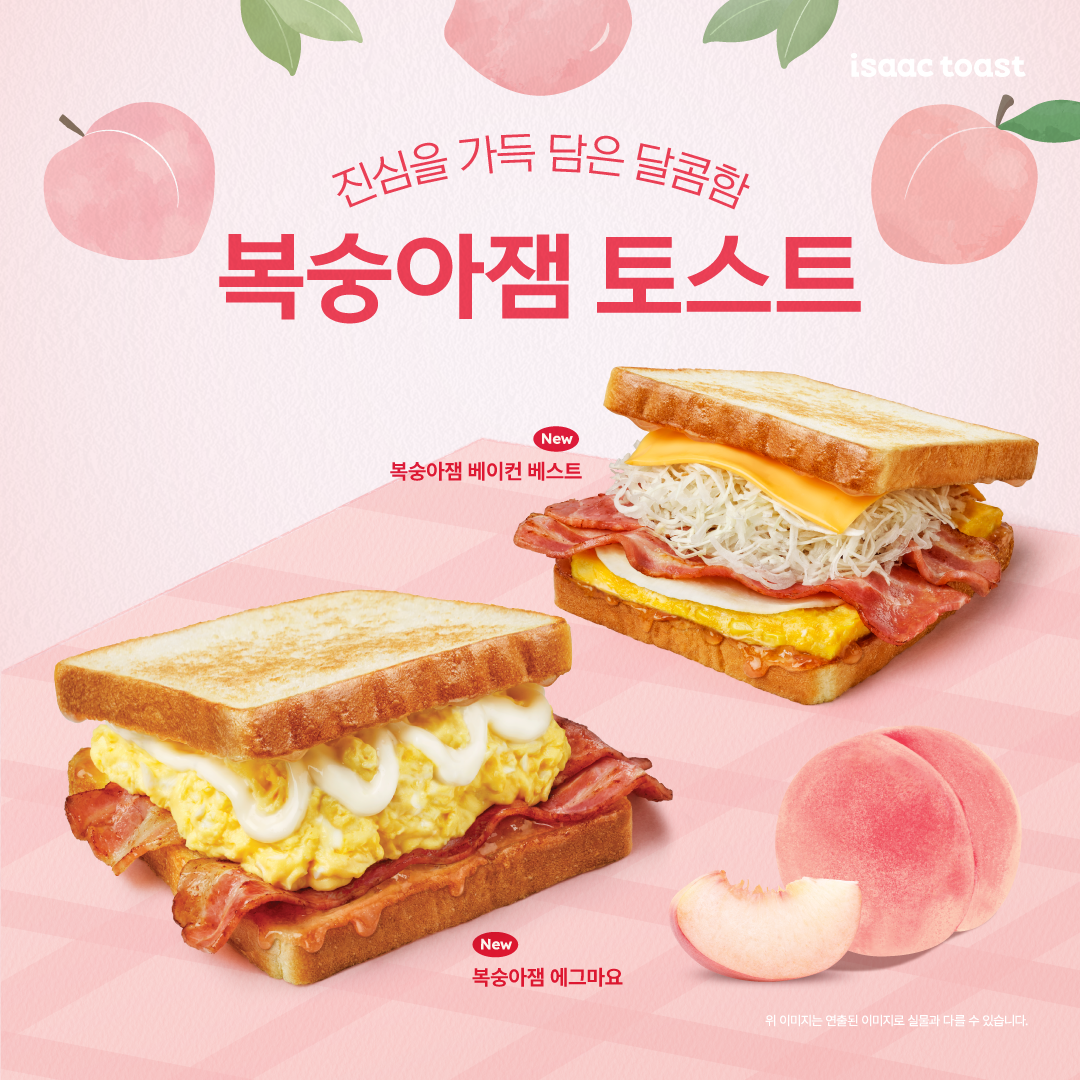 isaac toast
진심을 가득 담은 달콤함
복숭아잼 토스트
New
복숭아잼 베이컨 베스트
New
복숭아잼 에그마요
위 이미지는 연출된 이미지로 실물과 다를 수 있습니다.